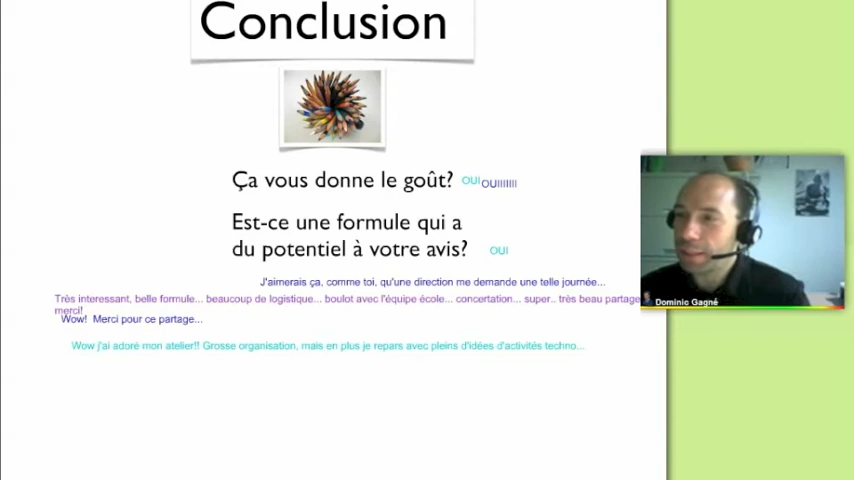 Conclusion
Ça vous donne le goût? OUI OUIIIIIII
Est-ce une formule qui a
du potentiel à votre avis? OUI
J'aimerais ça, comme toi, qu'une direction me demande une telle journée...
Très interessant, belle formule... beaucoup de logistique... boulot avec l'équipe école... concertation... super.. très beau partage
merci!
Wow! Merci pour ce partage...
Wow j'ai adoré mon atelier!! Grosse organisation, mais en plus je repars avec pleins d'idées d'activités techno...
Dominic Gagné